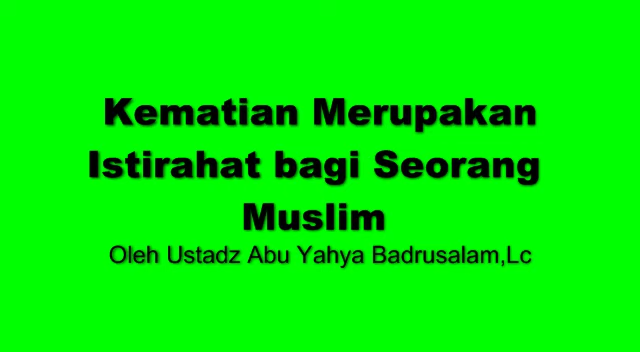 Kematian Merupakan
Istirahat bagi Seorang
Muslim
Oleh Ustadz Abu Yahya Badrusalam,Lc